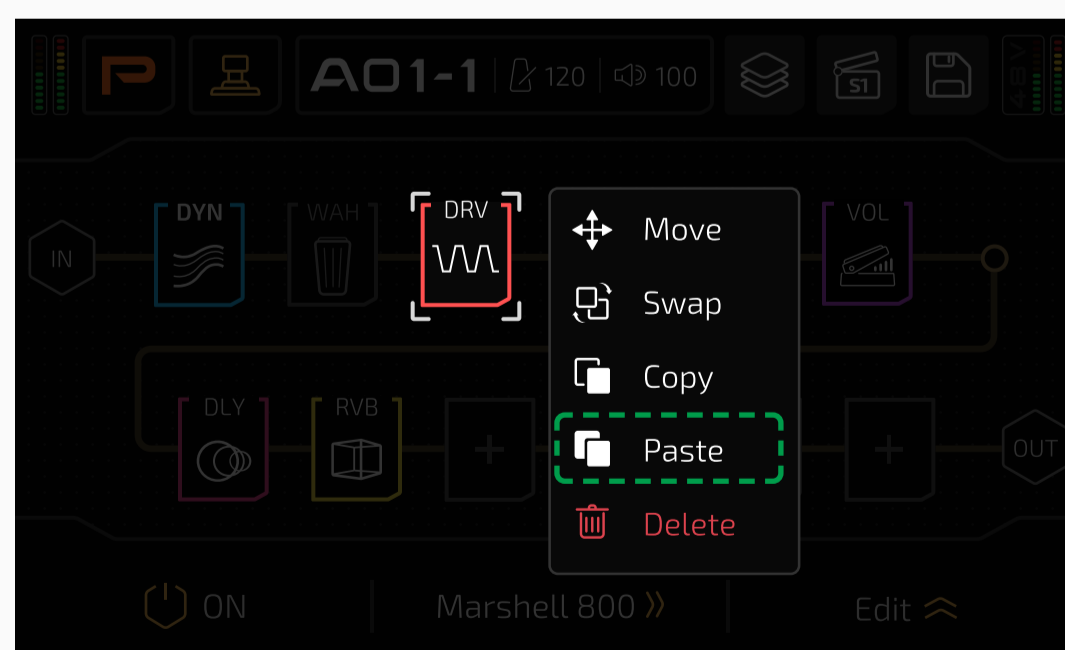 A01-1 120 100 S1 48V
DYN WAH DRV VOL
IN
Move
Swap
Copy
Paste
Delete
DLY RVB
OUT
ON Marshell 800 Edit